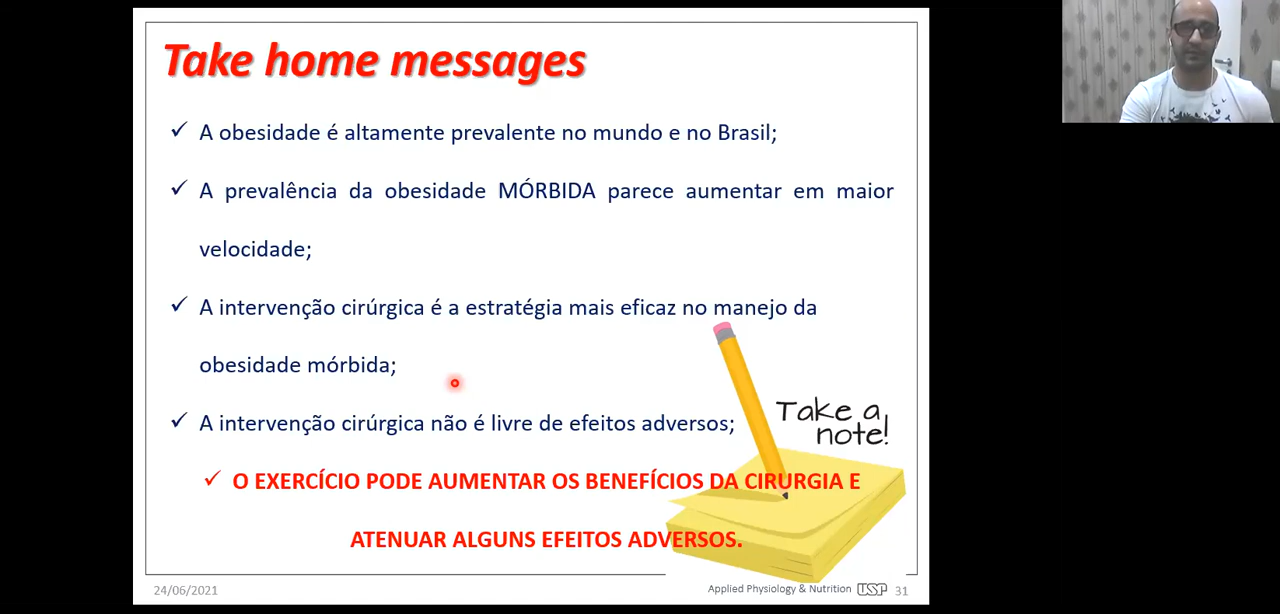 Take home messages
✓ A obesidade é altamente prevalente no mundo e no Brasil;
✓ A prevalência da obesidade MÓRBIDA parece aumentar em maior
velocidade;
✓ A intervenção cirúrgica é a estratégia mais eficaz no manejo da
obesidade mórbida;
✓ A intervenção cirúrgica não é livre de efeitos adversos;
Take a
note!
✓ O EXERCÍCIO PODE AUMENTAR OS BENEFÍCIOS DA CIRURGIA E
ATENUAR ALGUNS EFEITOS ADVERSOS.
24/06/2021
Applied Physiology & Nutrition USP 31